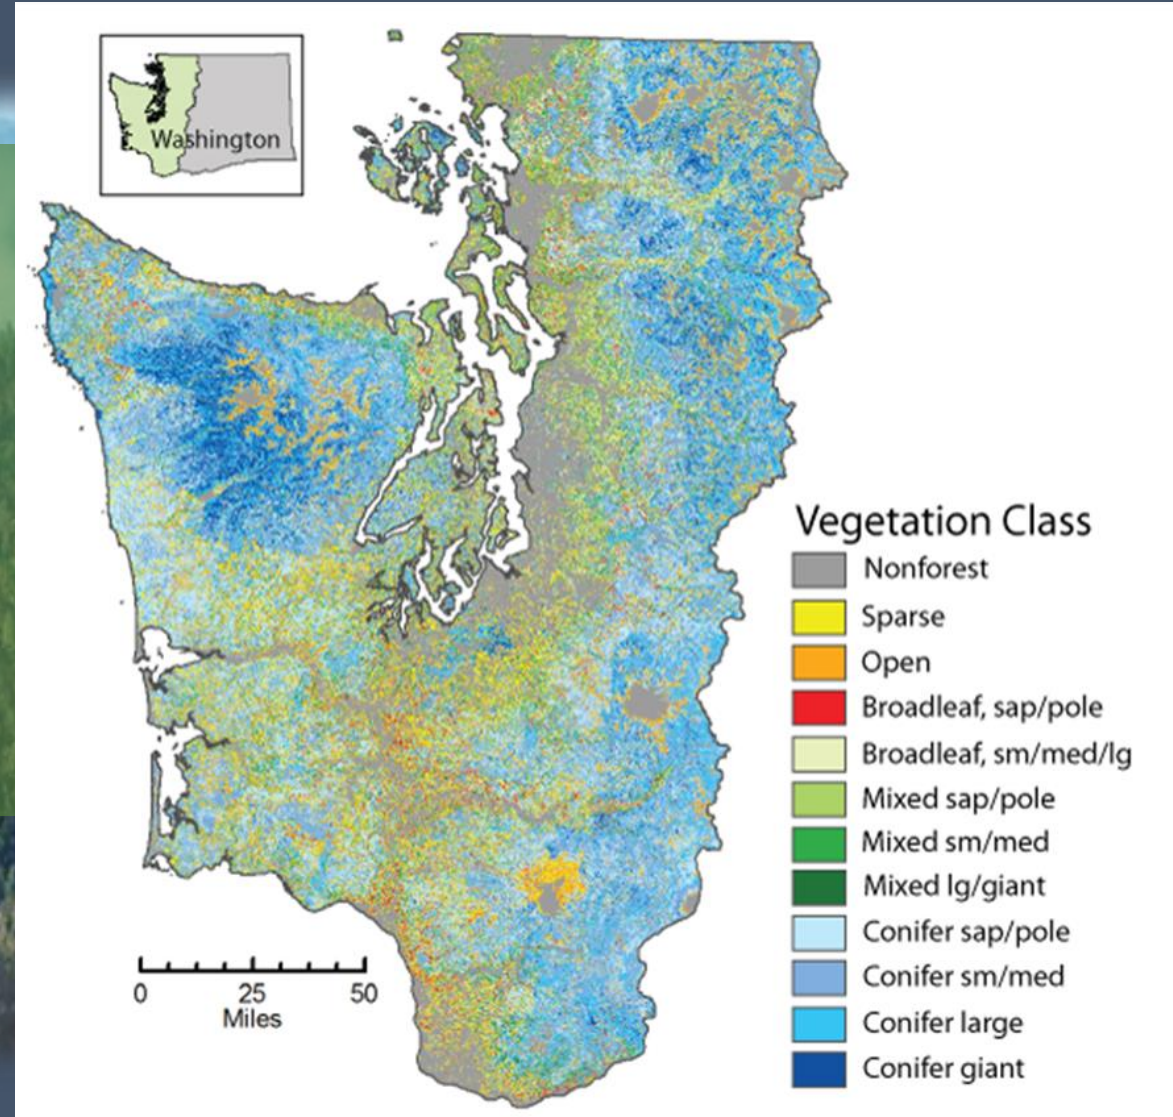 Washington
Vegetation Class
Nonforest
Sparse
Open
Broadleaf, sap/pole
Broadleaf, sm/med/lg
Mixed sap/pole
Mixed sm/med
Mixed lg/giant
Conifer sap/pole
Conifer sm/med
Conifer large
Conifer giant
0 25 50
Miles